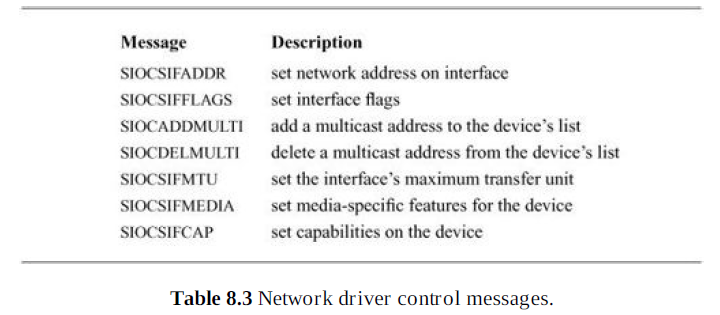 Message Description
SIOCSIFADDR set network address on interface
SIOCSIFFLAGS set interface flags
SIOCADDMULTI add a multicast address to the device's list
SIOCDELMULTI delete a multicast address from the device's list
SIOCSIFMTU set the interface's maximum transfer unit
SIOCSIFMEDIA set media-specific features for the device
SIOCSIFCAP set capabilities on the device
Table 8.3 Network driver control messages.